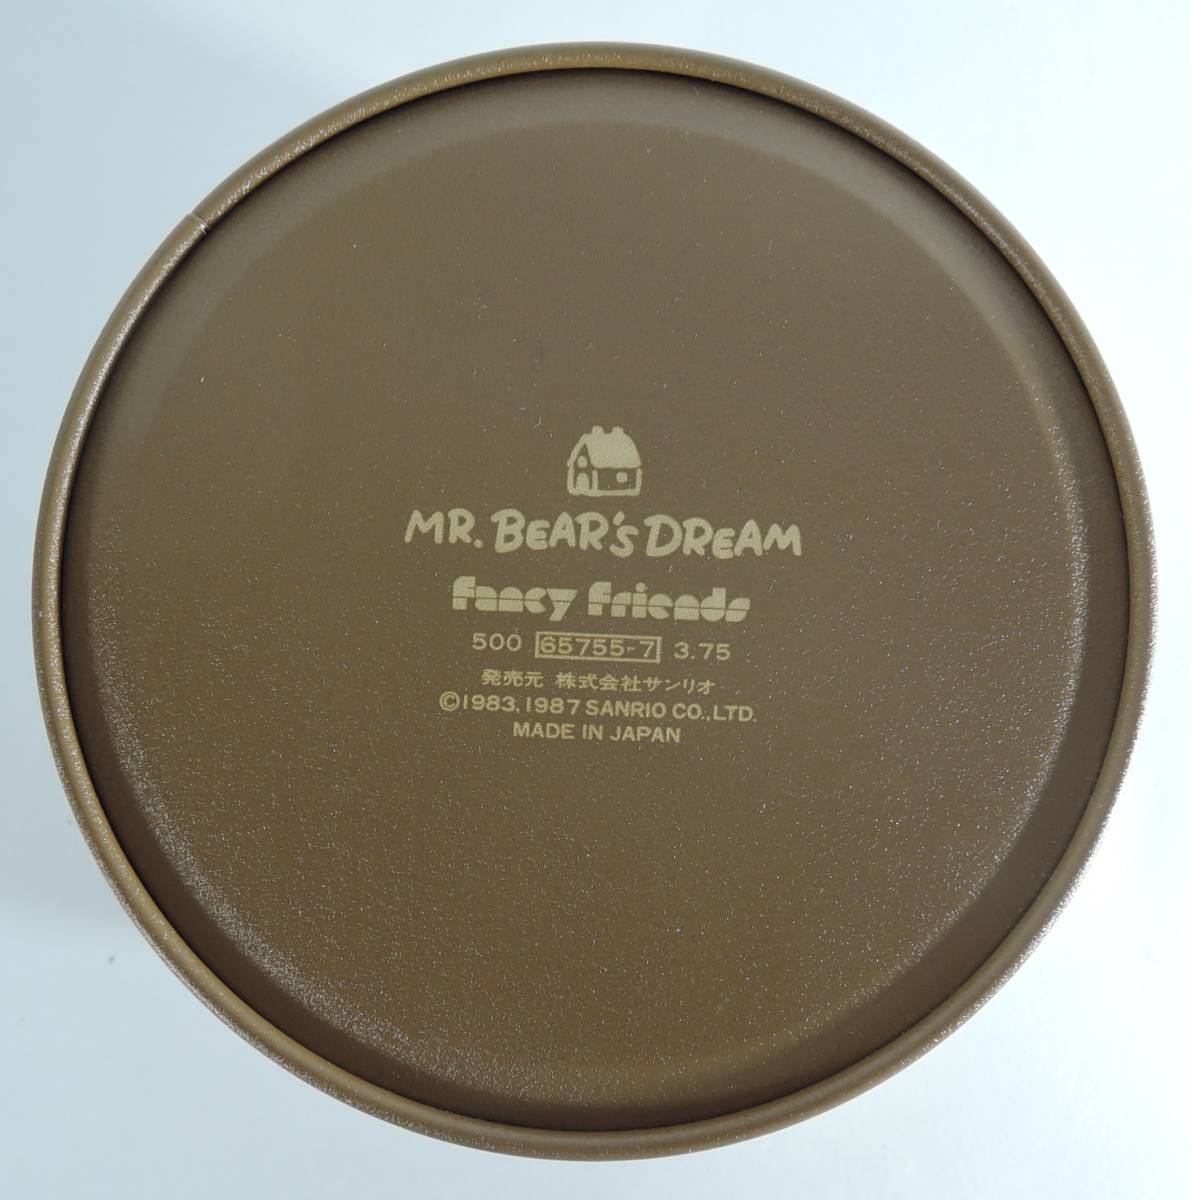 MR. BEAR'S DREAM
fancy friends
500 65755-7 3.75
発売元 株式会社サンリオ
©1983, 1987 SANRIO CO., LTD.
MADE IN JAPAN